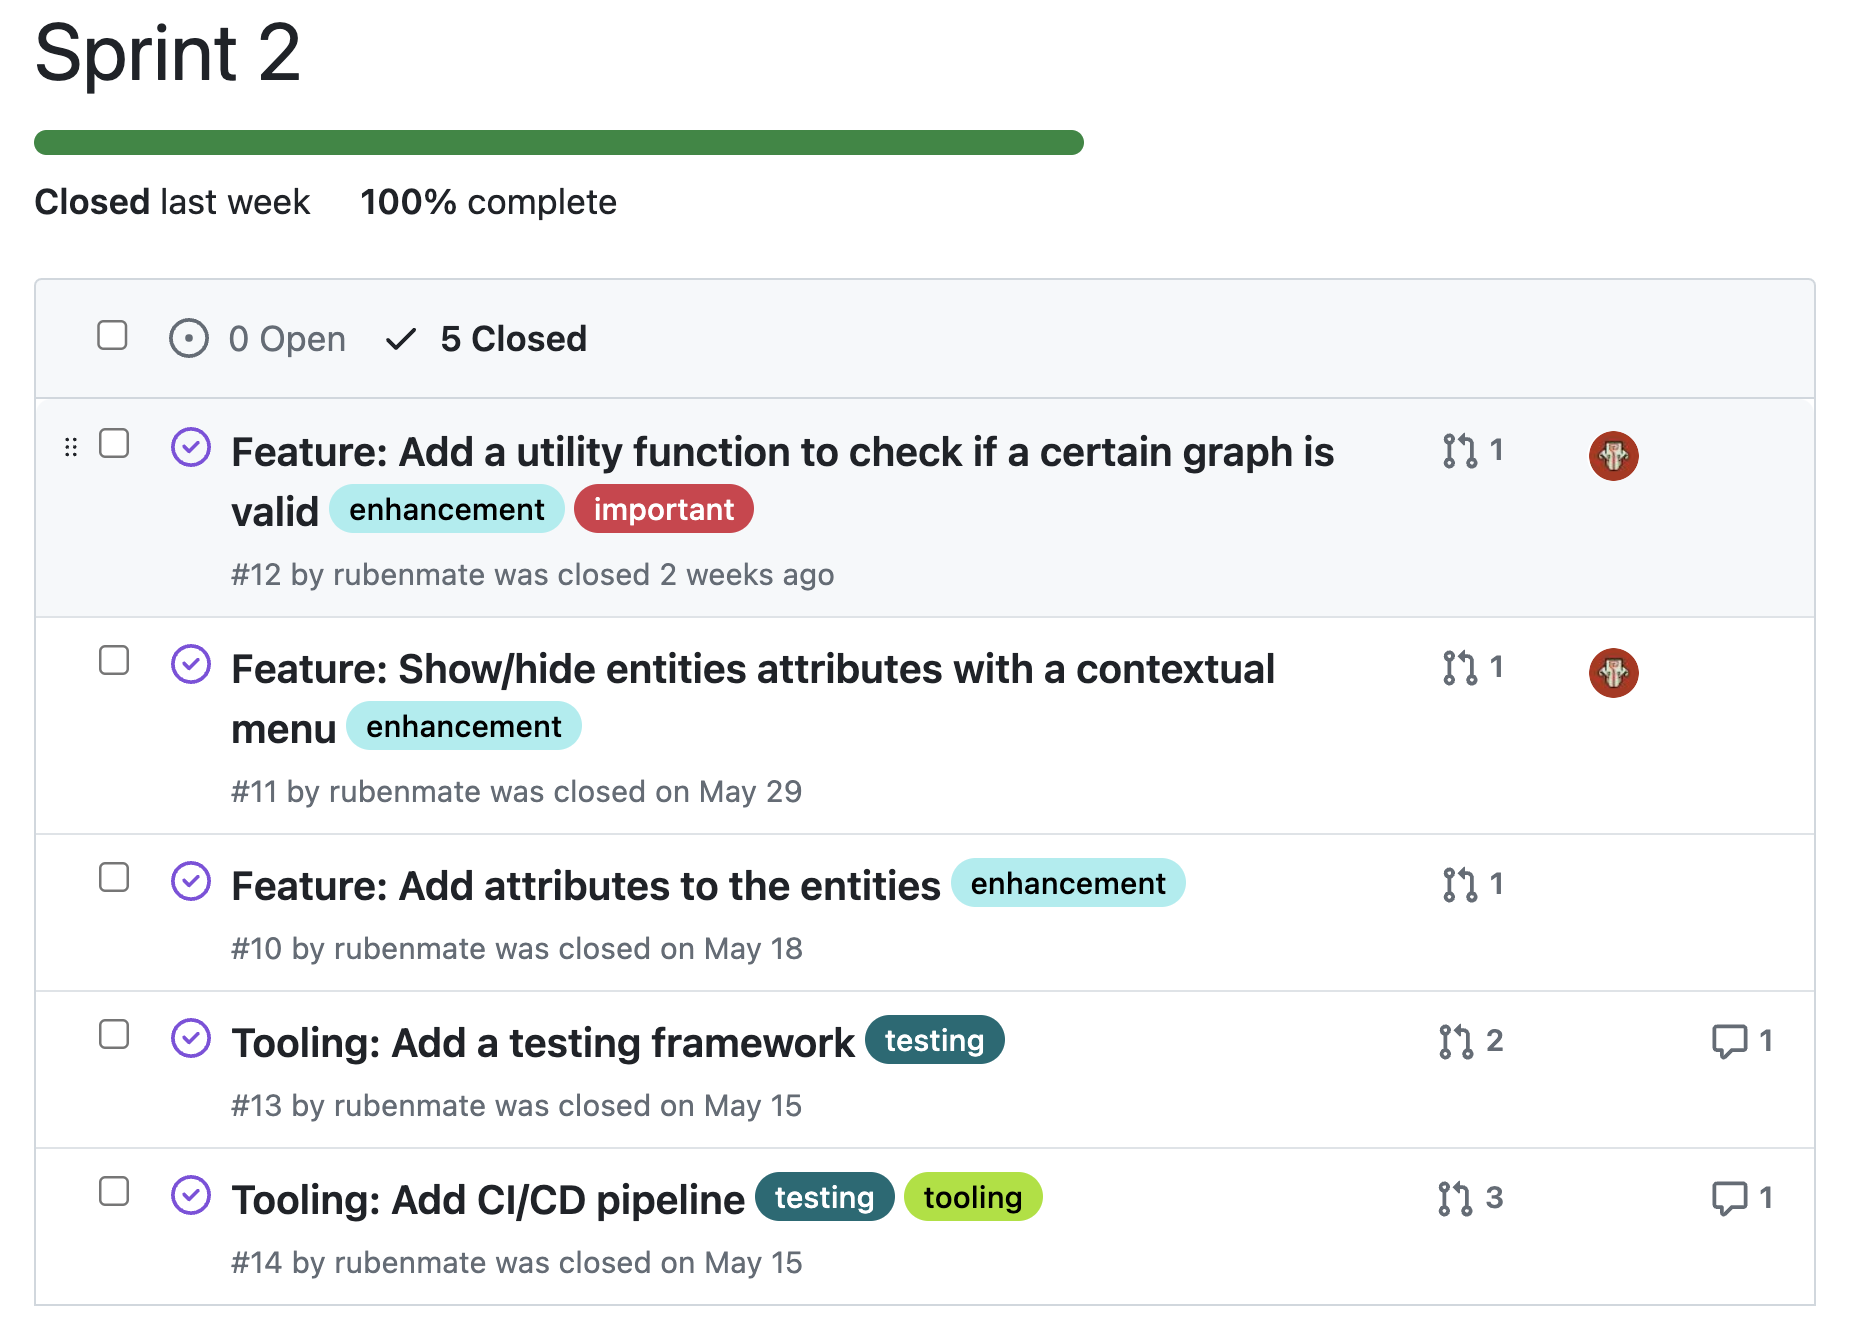 Sprint 2
Closed last week 100% complete
0 Open 5 Closed
Feature: Add a utility function to check if a certain graph is 1
valid enhancement important
#12 by rubenmate was closed 2 weeks ago
Feature: Show/hide entities attributes with a contextual 1
menu enhancement
#11 by rubenmate was closed on May 29
Feature: Add attributes to the entities enhancement 1
#10 by rubenmate was closed on May 18
Tooling: Add a testing framework testing 2 1
#13 by rubenmate was closed on May 15
Tooling: Add CI/CD pipeline testing tooling 3 1
#14 by rubenmate was closed on May 15